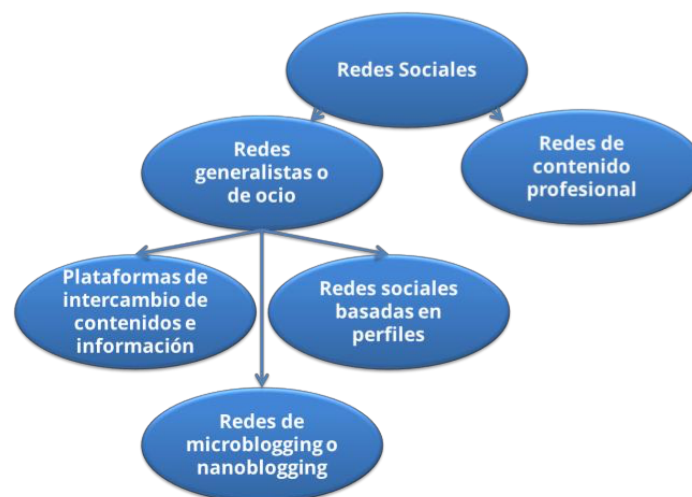 Redes Sociales
Redes
generalistas o
de ocio
Redes de
contenido
profesional
Plataformas de
intercambio de
contenidos e
información
Redes sociales
basadas en
perfiles
Redes de
microblogging o
nanoblogging